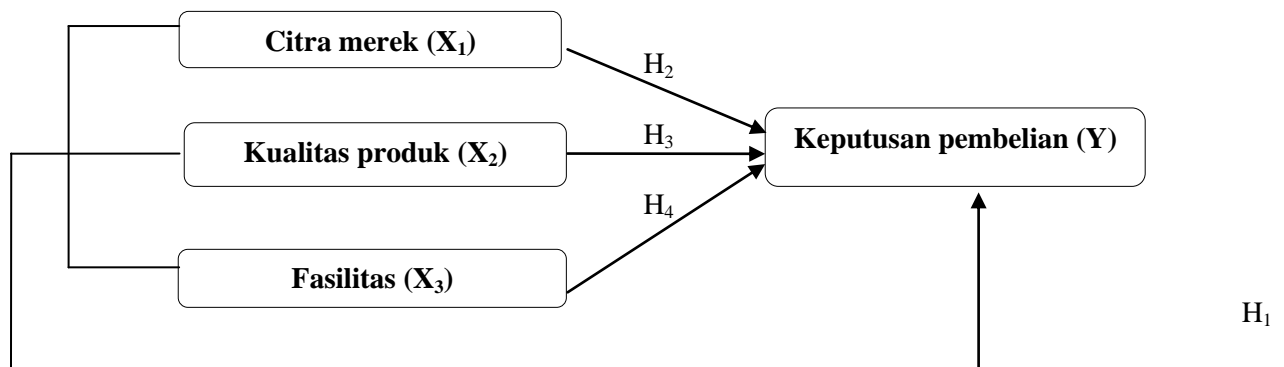 Citra merek (X₁)
H₂
Kualitas produk (X₂)
H₃
Keputusan pembelian (Y)
H₄
Fasilitas (X₃)
H₁